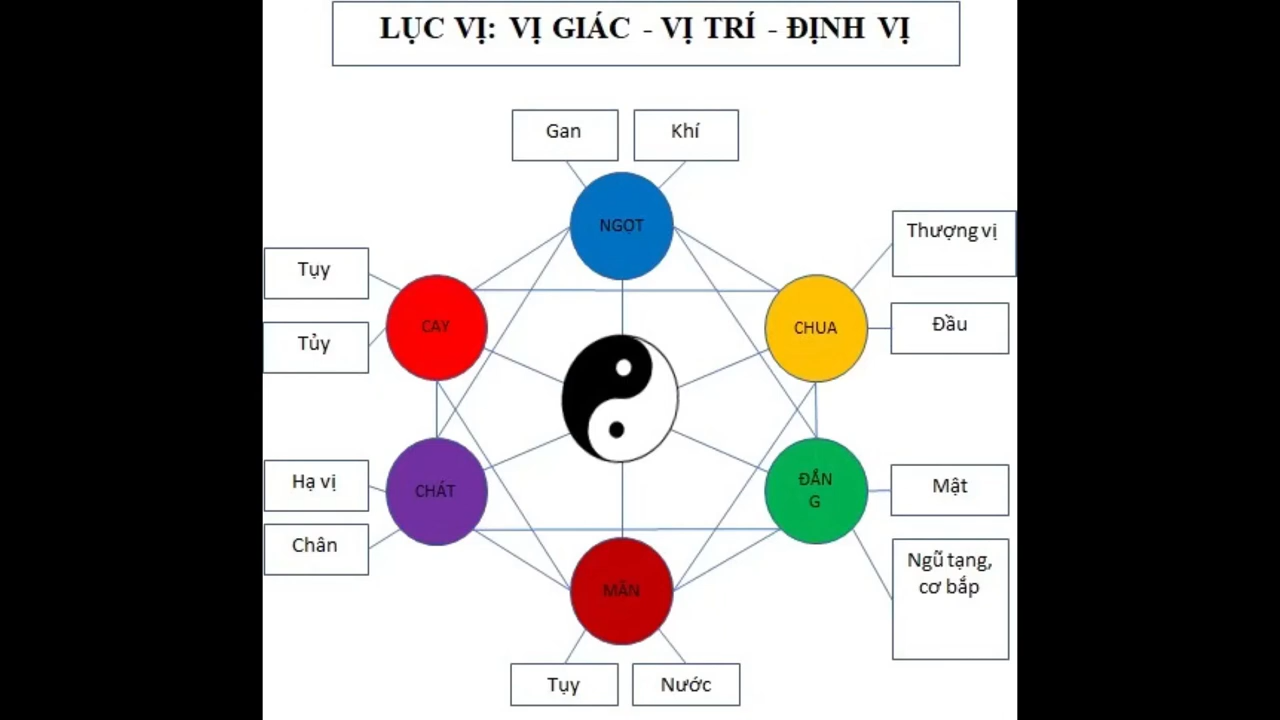 LỤC VỊ: VỊ GIÁC - VỊ TRÍ - ĐỊNH VỊ
Gan
Khí
NGỌT
Thượng vị
Tụy
CAY
CHUA
Đầu
Tủy
Hạ vị
CHÁT
ĐẮN
G
Mật
Chân
Ngũ tạng,
cơ bắp
MẶN
Tụy
Nước